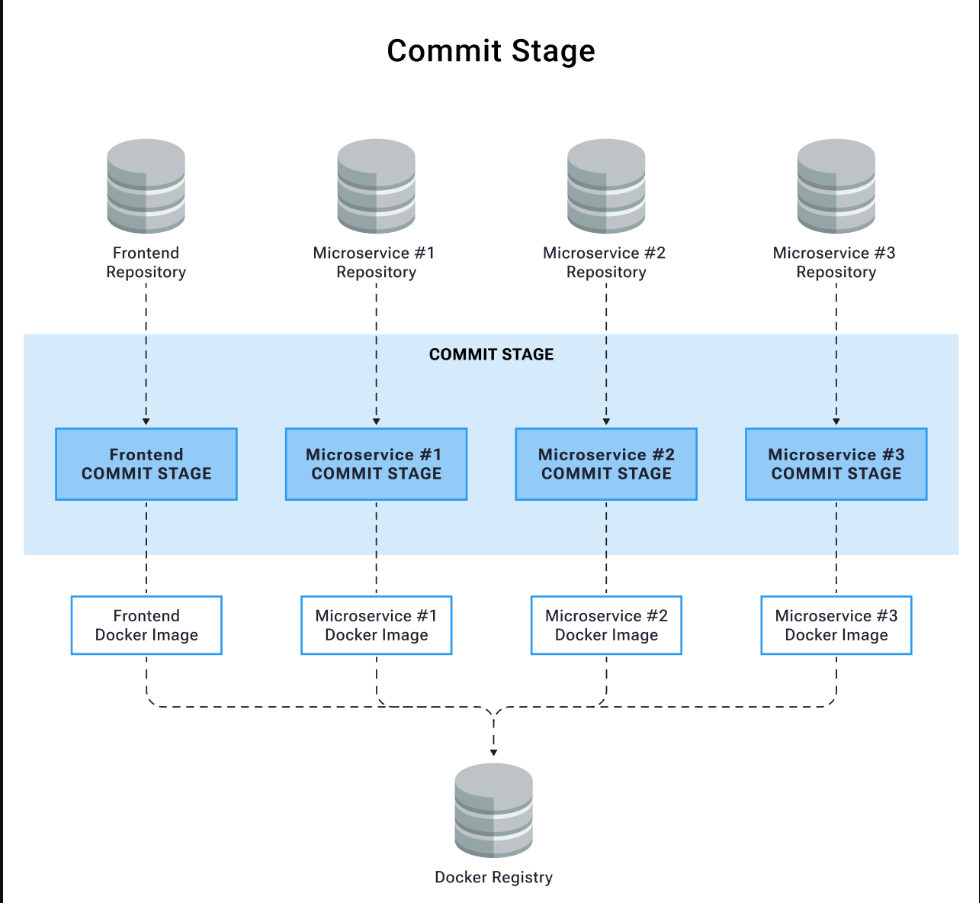 Commit Stage
Frontend
Repository
Microservice #1
Repository
Microservice #2
Repository
Microservice #3
Repository
COMMIT STAGE
Frontend
COMMIT STAGE
Microservice #1
COMMIT STAGE
Microservice #2
COMMIT STAGE
Microservice #3
COMMIT STAGE
Frontend
Docker Image
Microservice #1
Docker Image
Microservice #2
Docker Image
Microservice #3
Docker Image
Docker Registry